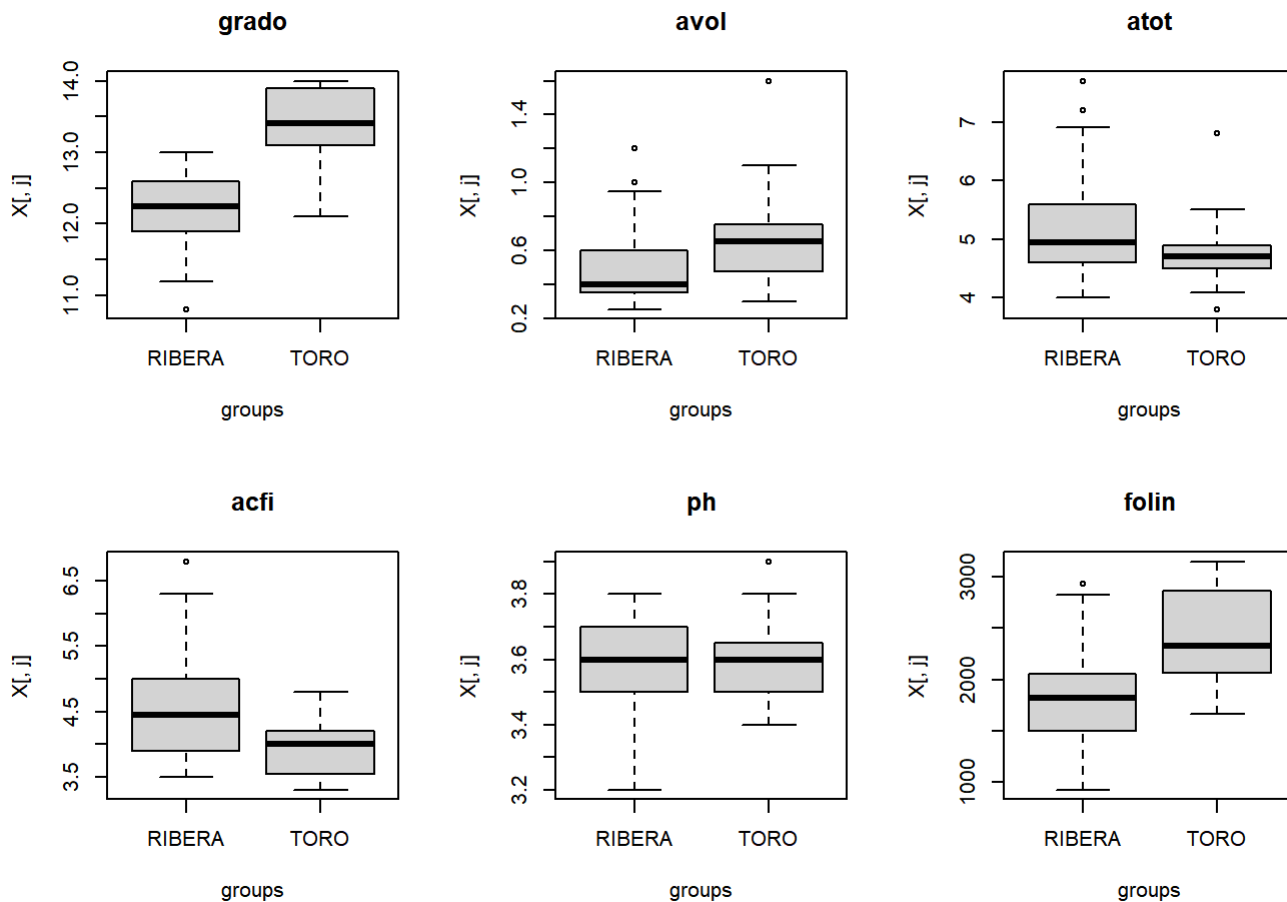 grado
14.0
13.0
12.0
11.0
X[, j]
RIBERA TORO
groups
avol
1.4
1.0
0.6
0.2
X[, j]
RIBERA TORO
groups
atot
7
6
5
4
X[, j]
RIBERA TORO
groups
acfi
6.5
5.5
4.5
3.5
X[, j]
RIBERA TORO
groups
ph
3.8
3.6
3.4
3.2
X[, j]
RIBERA TORO
groups
folin
3000
2000
1000
X[, j]
RIBERA TORO
groups